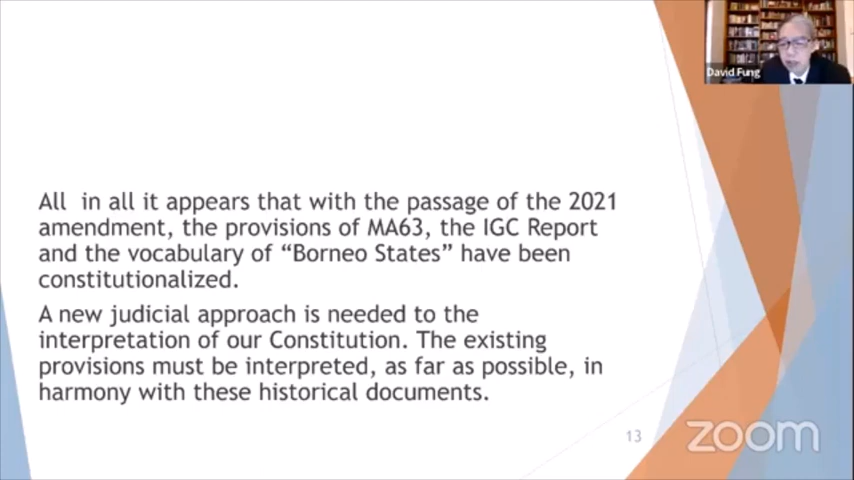 David Fung
All in all it appears that with the passage of the 2021
amendment, the provisions of MA63, the IGC Report
and the vocabulary of “Borneo States” have been
constitutionalized.
A new judicial approach is needed to the
interpretation of our Constitution. The existing
provisions must be interpreted, as far as possible, in
harmony with these historical documents.
13
zoom